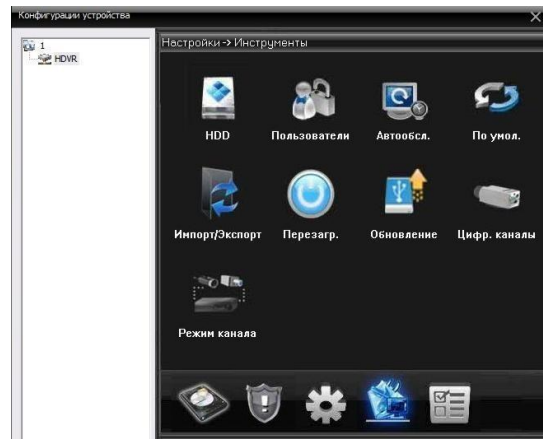 Конфигурации устройства
1
HDVR
Настройки -> Инструменты
HDD
Пользователи
Автообсл.
По умол.
Импорт/Экспорт
Перезагр.
Обновление
Цифр. каналы
Режим канала